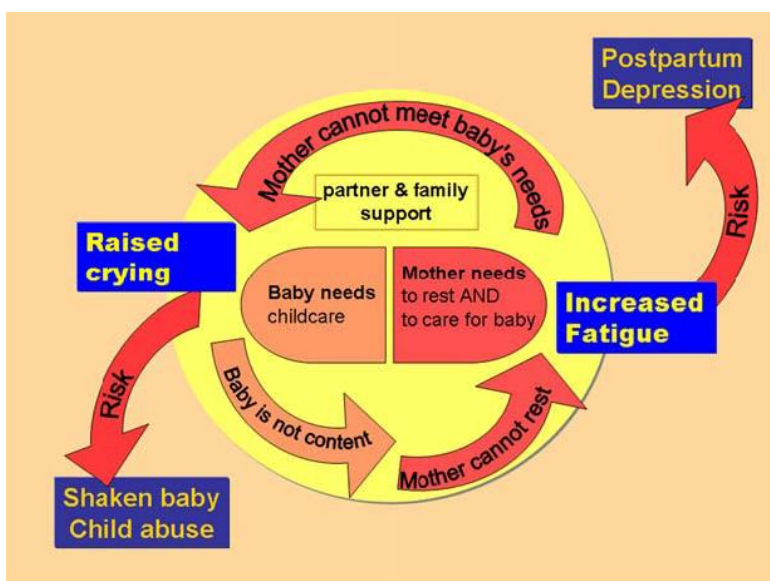 Postpartum
Depression
Mother cannot meet baby's needs
partner & family
support
Risk
Raised
crying
Baby needs
childcare
Mother needs
to rest AND
to care for baby
Increased
Fatigue
Risk
Baby is not content
Mother cannot rest
Shaken baby
Child abuse